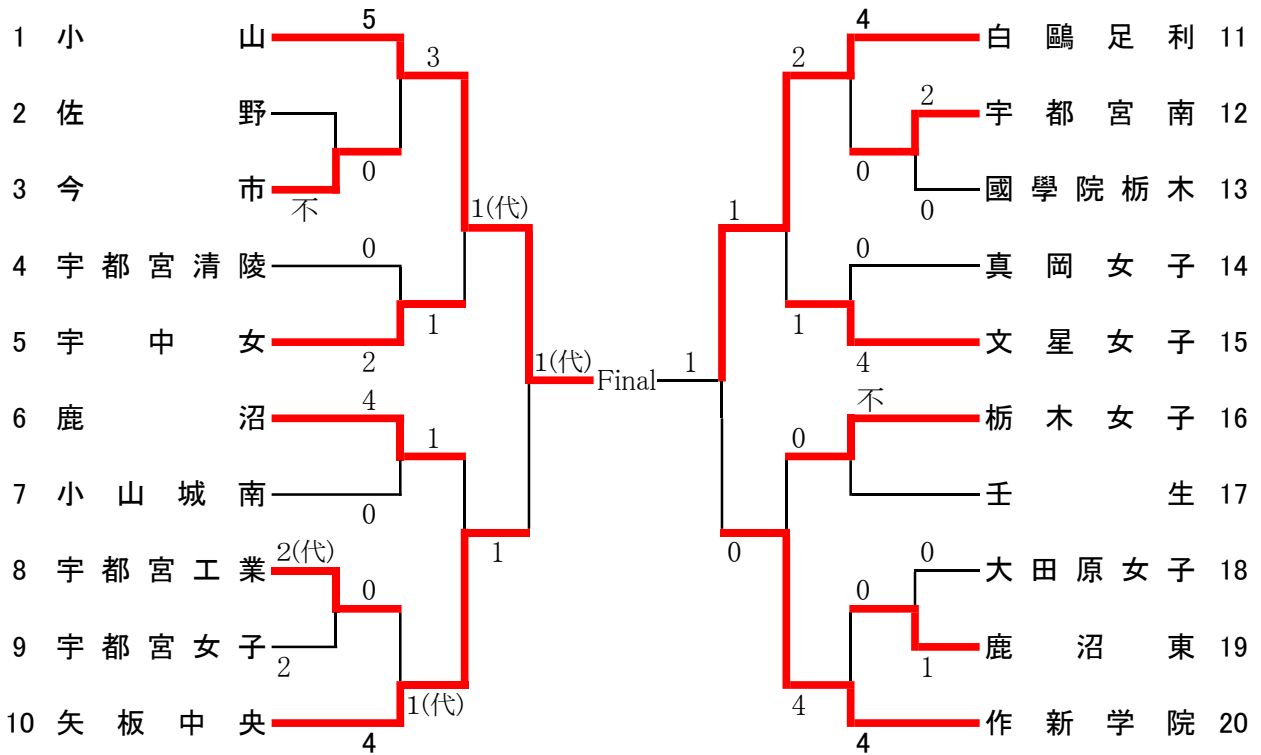 5
1 小山
3
2 佐野
0
3 今市
不
1(代)
0
4 宇都宮清陵
1
5 宇中女
2
1(代)
Final
4
6 鹿沼
1
7 小山城南
0
1
2(代)
8 宇都宮工業
0
9 宇都宮女子
2
1(代)
10 矢板中央
4
4
白鷗足利 11
2
2
宇都宮南 12
0
國學院栃木 13
0
1
0
真岡女子 14
1
文星女子 15
4
1
不
栃木女子 16
0
壬生 17
0
0
大田原女子 18
0
鹿沼東 19
1
4
作新学院 20
4